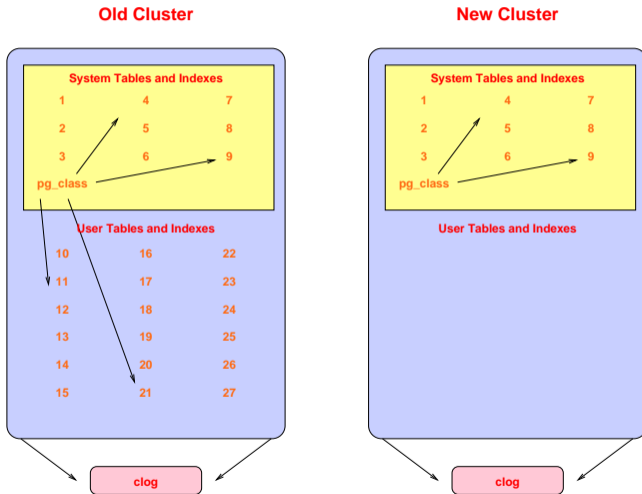 Old Cluster
New Cluster
System Tables and Indexes
1 4 7
2 5 8
3 6 9
pg_class
User Tables and Indexes
10 16 22
11 17 23
12 18 24
13 19 25
14 20 26
15 21 27
clog
System Tables and Indexes
1 4 7
2 5 8
3 6 9
pg_class
User Tables and Indexes
clog